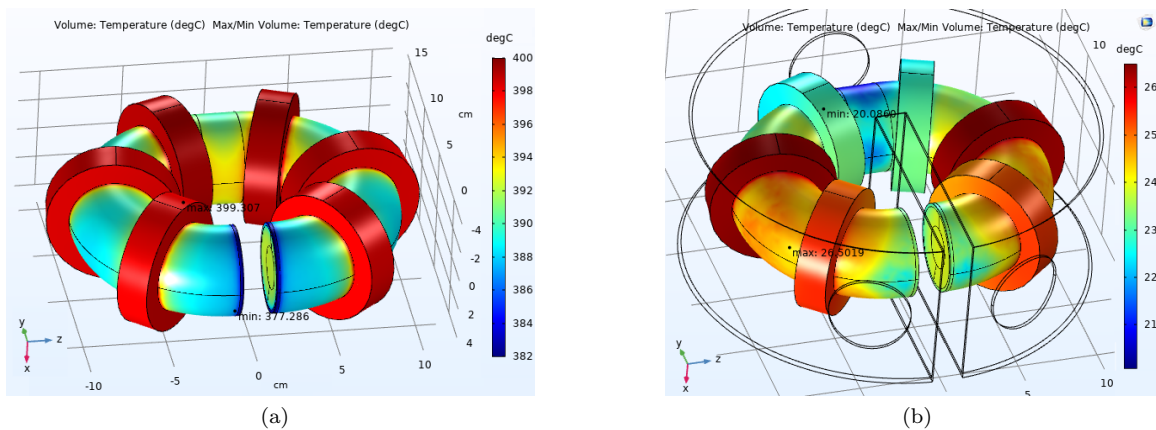 Volume: Temperature (degC) Max/Min Volume: Temperature (degC)
degC
15
10
cm
5
0
-4
-2
0
2
4
400
398
396
394
392
390
388
386
384
382
max: 399.307
min: 377.286
y
z
x
-10
-5
0
cm
5
10
(a)
Volume: Temperature (degC) Max/Min Volume: Temperature (degC)
10
degC
26
25
24
23
22
21
min: 20.0860
max: 26.5019
y
z
x
5
10
(b)